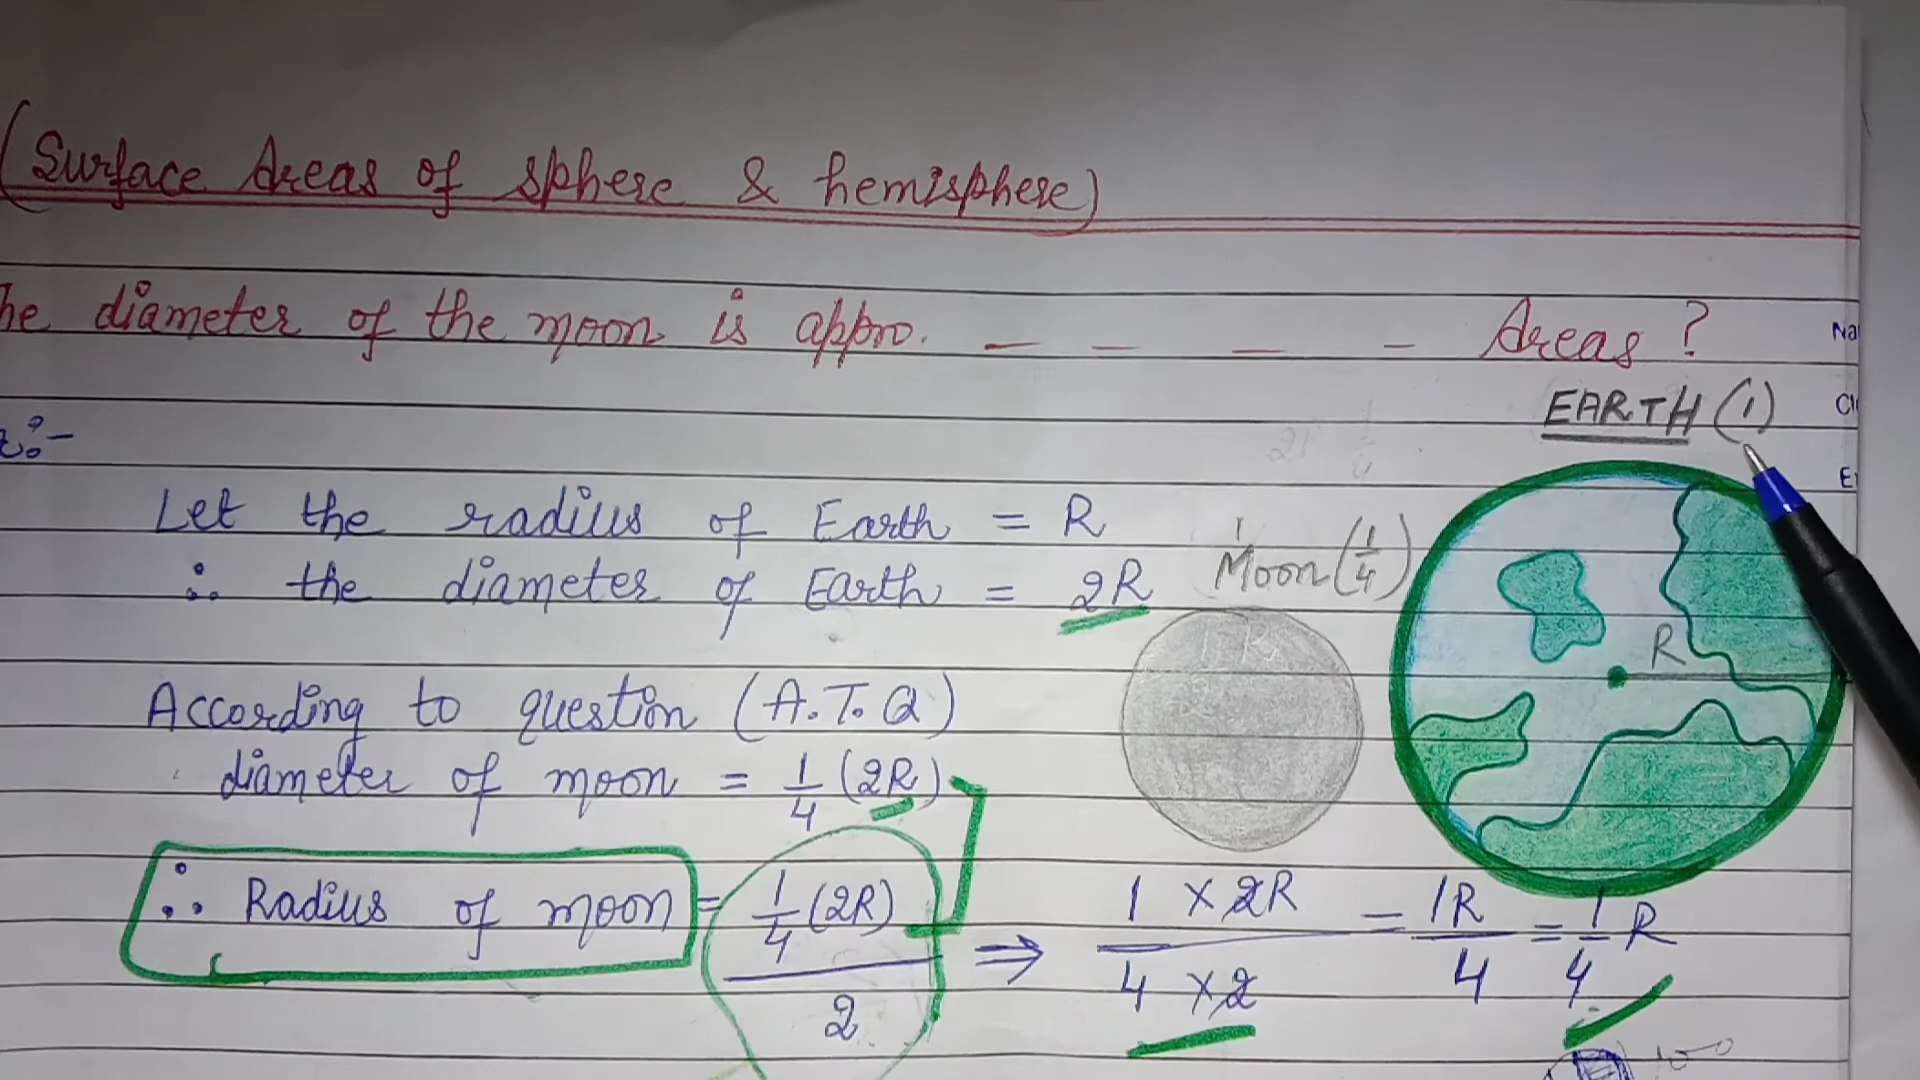 (Surface Areas of sphere & hemisphere)
he diameter of the moon is appro. — — — — Areas?
EARTH (1)
Let the radius of Earth = R
∴ the diameter of Earth = 2R
Moon (1/4)
R
According to question (A.T.Q)
diameter of moon = 1/4 (2R)
∴ Radius of moon = 1/4 (2R) / 2 ⇒ 1 × 2R / 4 × 2 = 1R / 4 = 1/4 R